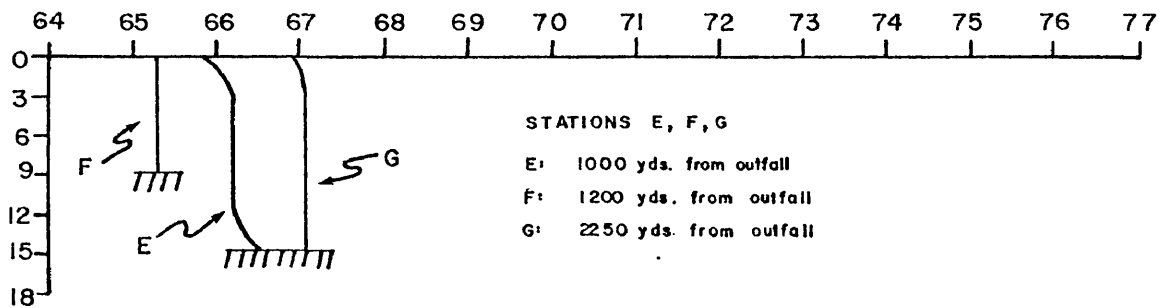 64 65 66 67 68 69 70 71 72 73 74 75 76 77
0
3
6
9
12
15
18
F
E
G
STATIONS E, F, G
E: 1000 yds. from outfall
F: 1200 yds. from outfall
G: 2250 yds. from outfall